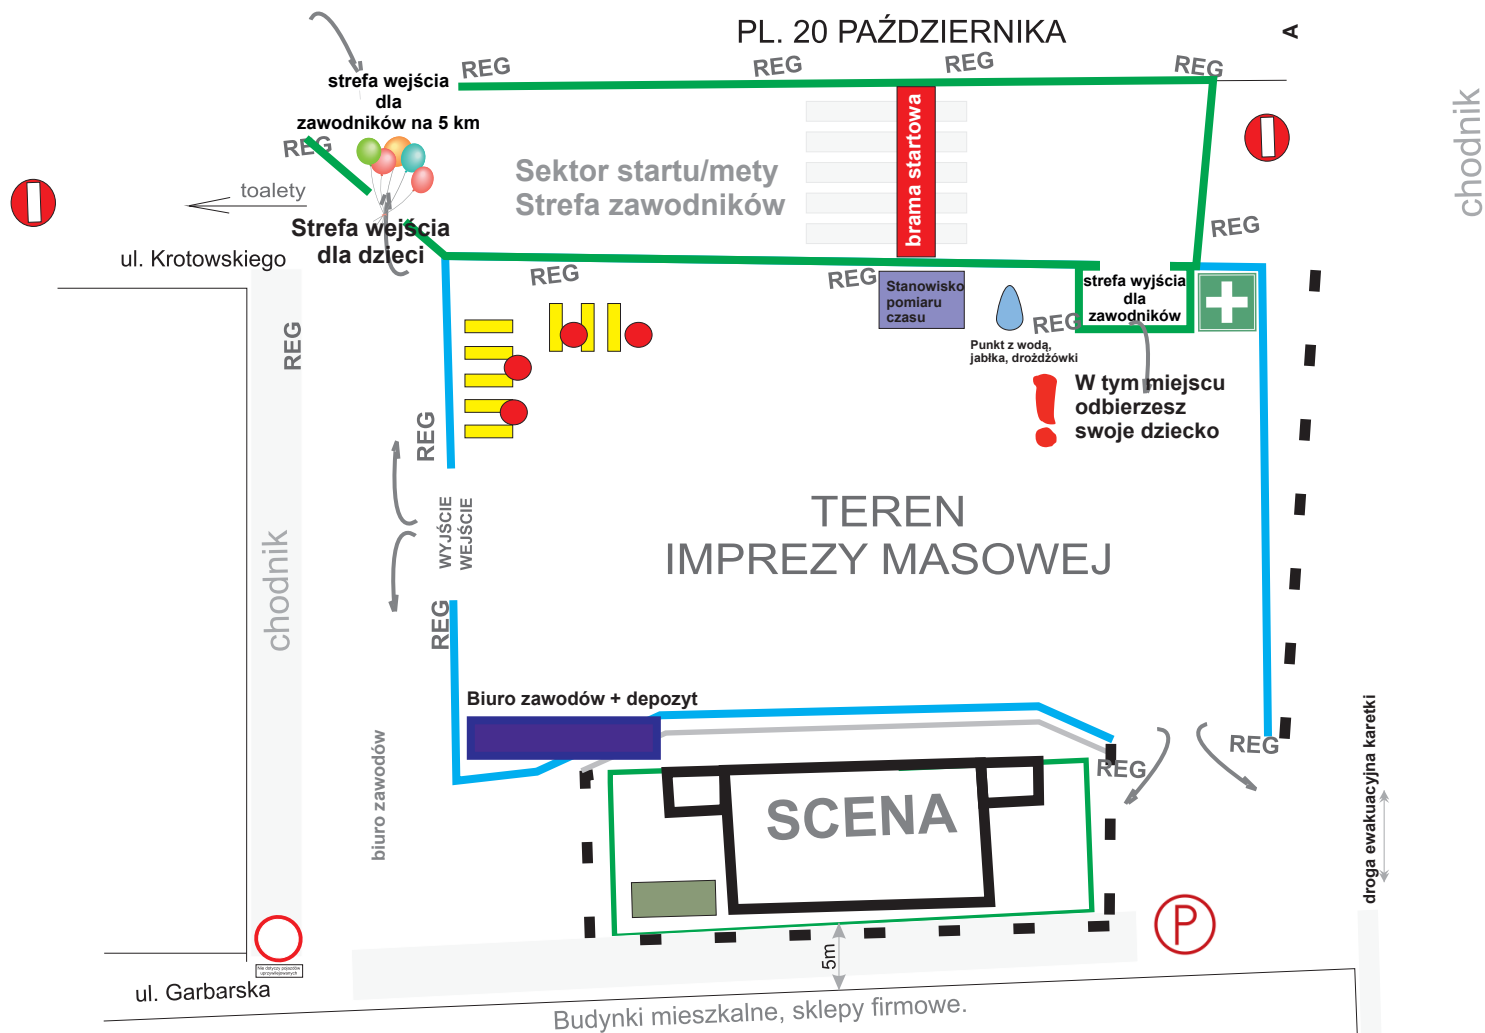 PL. 20 PAŹDZIERNIKA
A
REG
REG
REG
REG
strefa wejścia
dla
zawodników na 5 km
REG
brama startowa
chodnik
Sektor startu/mety
Strefa zawodników
toalety
Strefa wejścia
dla dzieci
REG
ul. Krotowskiego
REG
REG
Stanowisko
pomiaru
czasu
strefa wyjścia
dla
zawodników
REG
REG
Punkt z wodą,
jabłka, drożdżówki
W tym miejscu
odbierzesz
swoje dziecko
REG
WYJŚCIE
WEJŚCIE
TEREN
IMPREZY MASOWEJ
chodnik
REG
Biuro zawodów + depozyt
biuro zawodów
REG
REG
droga ewakuacyjna karetki
SCENA
P
5m
Nie dotyczy pojazdów
uprzywilejowanych
ul. Garbarska
Budynki mieszkalne, sklepy firmowe.